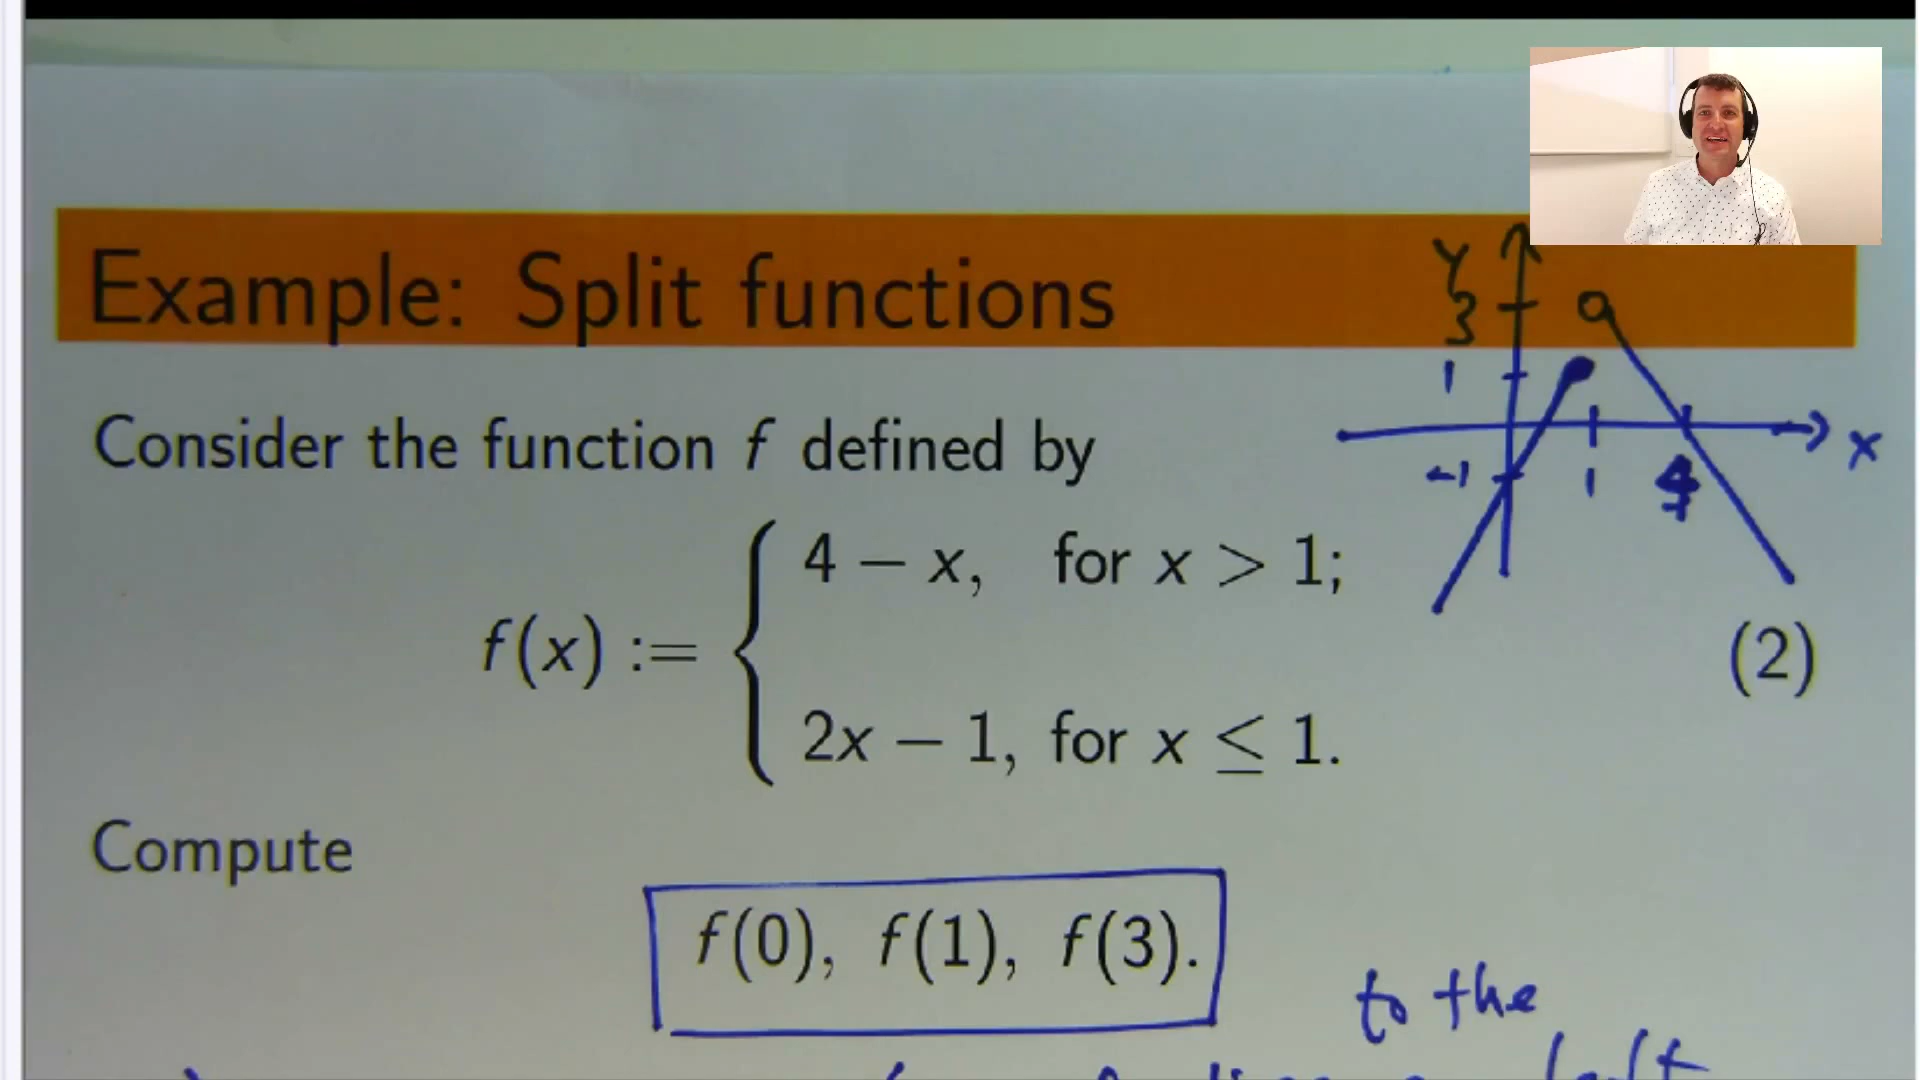 Example: Split functions
Y
3
1
-1
1
4
x
Consider the function f defined by
f(x) := { 4 − x, for x > 1;
2x − 1, for x ≤ 1.
(2)
Compute
f(0), f(1), f(3).
to the
left